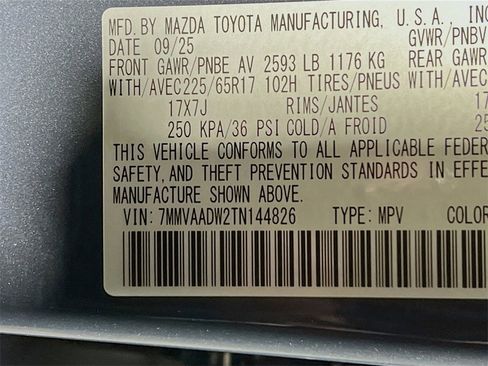 MFD.BY MAZDA TOYOTA MANUFACTURING, U.S.A., INC
DATE 09/25 GVWR/PNBV
FRONT GAWR/PNBE AV 2593 LB 1176 KG REAR GAWR
WITH/AVEC225/65R17 102H TIRES/PNEUS WITH/AVEC
17X7J RIMS/JANTES 17
250 KPA/36 PSI COLD/A FROID 25
THIS VEHICLE CONFORMS TO ALL APPLICABLE FEDER
SAFETY, AND THEFT PREVENTION STANDARDS IN EFFE
MANUFACTURE SHOWN ABOVE.
VIN: 7MMVAADW2TN144826 TYPE: MPV COLOR